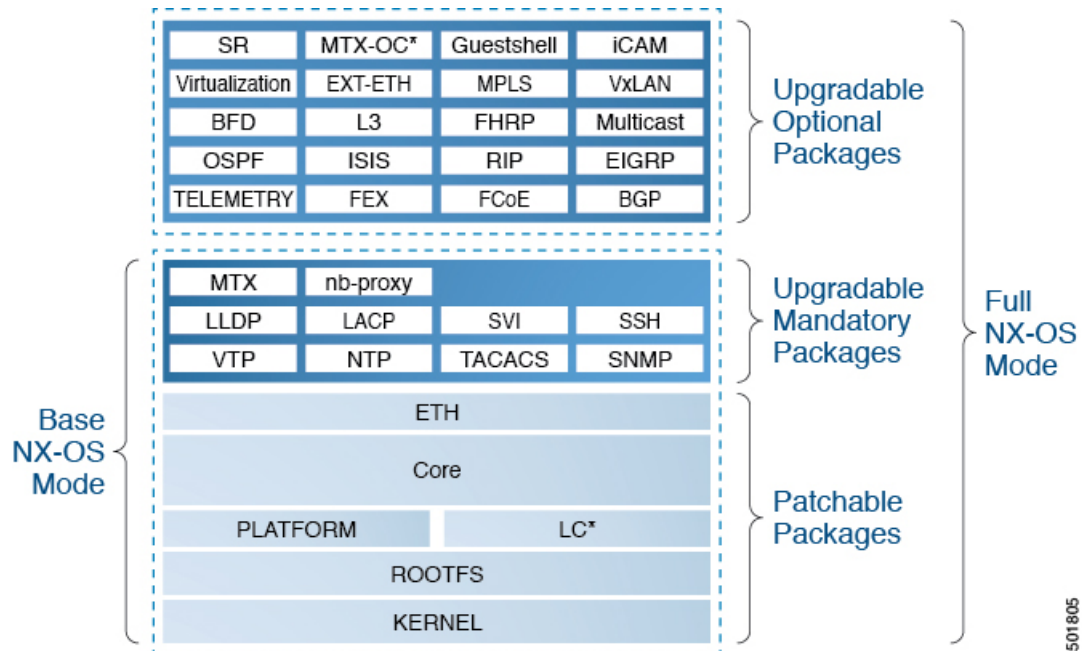 SR MTX-OC* Guestshell iCAM
Virtualization EXT-ETH MPLS VxLAN
BFD L3 FHRP Multicast
OSPF ISIS RIP EIGRP
TELEMETRY FEX FCoE BGP
Upgradable
Optional
Packages
MTX nb-proxy
LLDP LACP SVI SSH
VTP NTP TACACS SNMP
Upgradable
Mandatory
Packages
Full
NX-OS
Mode
Base
NX-OS
Mode
ETH
Core
PLATFORM LC*
ROOTFS
KERNEL
Patchable
Packages
501805